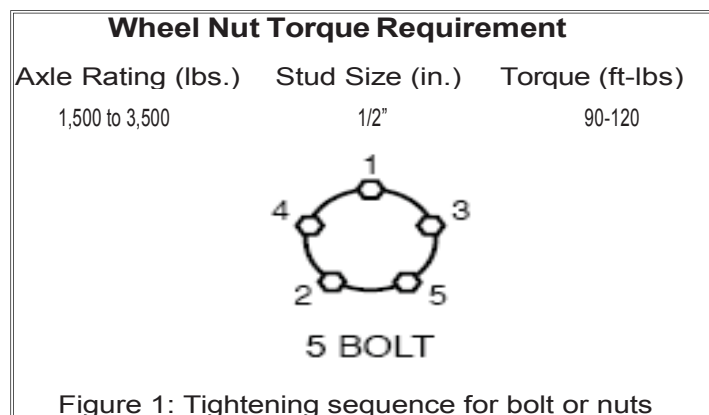 Wheel Nut Torque Requirement
Axle Rating (lbs.) Stud Size (in.) Torque (ft-lbs)
1,500 to 3,500 1/2” 90-120
1
4 3
2 5
5 BOLT
Figure 1: Tightening sequence for bolt or nuts